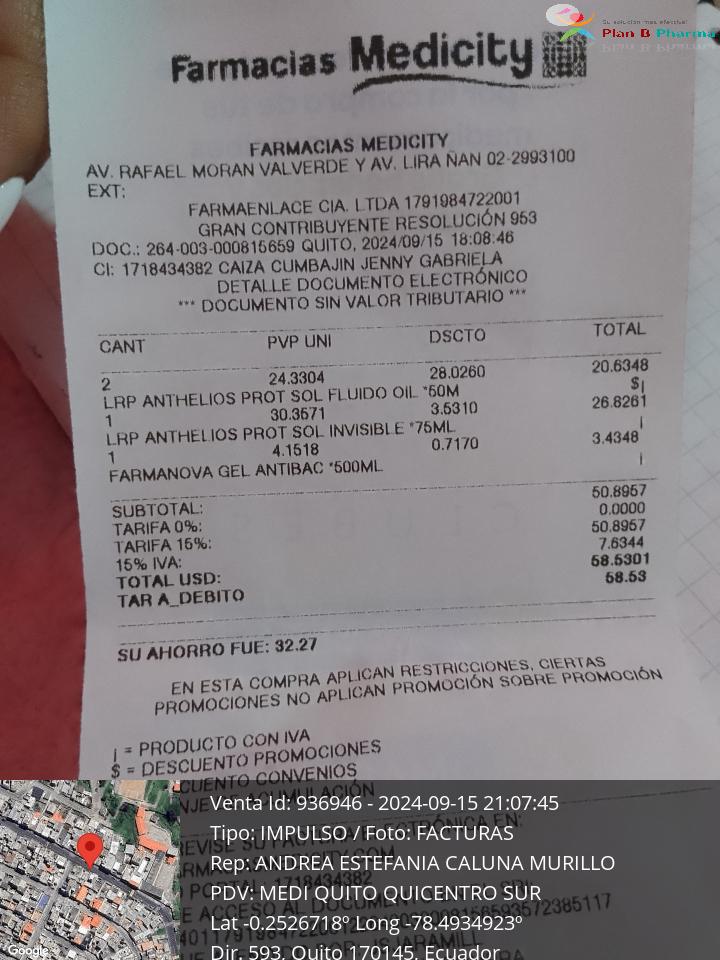 Su solución más efectiva!
Plan B Pharma
Farmacias Medicity
FARMACIAS MEDICITY
AV. RAFAEL MORAN VALVERDE Y AV. LIRA ÑAN 02-2993100
EXT:
FARMAENLACE CIA. LTDA 1791984722001
GRAN CONTRIBUYENTE RESOLUCIÓN 953
DOC.: 264-003-000815659 QUITO, 2024/09/15 18:08:46
CI: 1718434382 CAIZA CUMBAJIN JENNY GABRIELA
DETALLE DOCUMENTO ELECTRÓNICO
*** DOCUMENTO SIN VALOR TRIBUTARIO ***
CANT PVP UNI DSCTO TOTAL
2 24.3304 28.0260 20.6348
LRP ANTHELIOS PROT SOL FLUIDO OIL *50M $¡
1 30.3571 3.5310 26.8261
LRP ANTHELIOS PROT SOL INVISIBLE *75ML ¡
1 4.1518 0.7170 3.4348
FARMANOVA GEL ANTIBAC *500ML ¡
SUBTOTAL: 50.8957
TARIFA 0%: 0.0000
TARIFA 15%: 50.8957
15% IVA: 7.6344
TOTAL USD: 58.5301
TAR A_DEBITO 58.53
SU AHORRO FUE: 32.27
EN ESTA COMPRA APLICAN RESTRICCIONES, CIERTAS
PROMOCIONES NO APLICAN PROMOCIÓN SOBRE PROMOCIÓN
¡ = PRODUCTO CON IVA
$ = DESCUENTO PROMOCIONES
CUENTO CONVENIOS
Venta Id: 936946 - 2024-09-15 21:07:45
Tipo: IMPULSO / Foto: FACTURAS
Rep: ANDREA ESTEFANIA CALUNA MURILLO
PDV: MEDI QUITO QUICENTRO SUR
Lat -0.2526718º Long -78.4934923º
Dir. 593, Quito 170145, Ecuador
Google